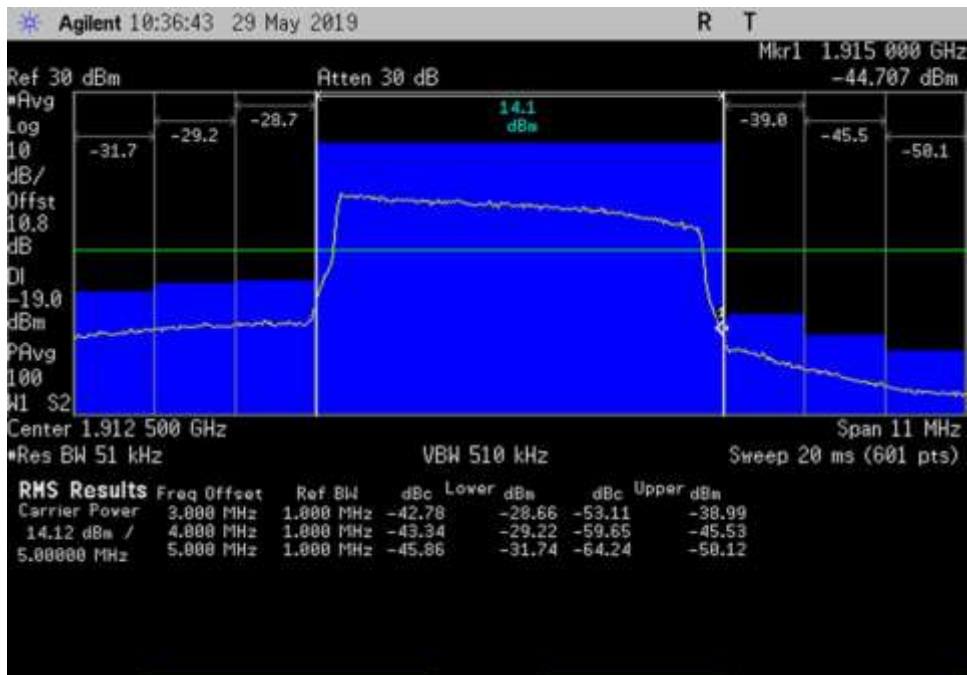 Agilent 10:36:43 29 May 2019 R T
Mkr1 1.915 000 GHz
Ref 30 dBm Atten 30 dB -44.707 dBm
*Avg
Log
10
dB/
Offst
10.8
dB
DI
-19.0
dBm
PAvg
100
W1 S2
-31.7 -29.2 -28.7 14.1 dBm -39.0 -45.5 -50.1
1
Center 1.912 500 GHz Span 11 MHz
*Res BW 51 kHz VBW 510 kHz Sweep 20 ms (601 pts)
RMS Results Freq Offset Ref BW dBc Lower dBm dBc Upper dBm
Carrier Power 3.000 MHz 1.000 MHz -42.78 -28.66 -53.11 -38.99
14.12 dBm / 4.000 MHz 1.000 MHz -43.34 -29.22 -59.65 -45.53
5.00000 MHz 5.000 MHz 1.000 MHz -45.86 -31.74 -64.24 -50.12